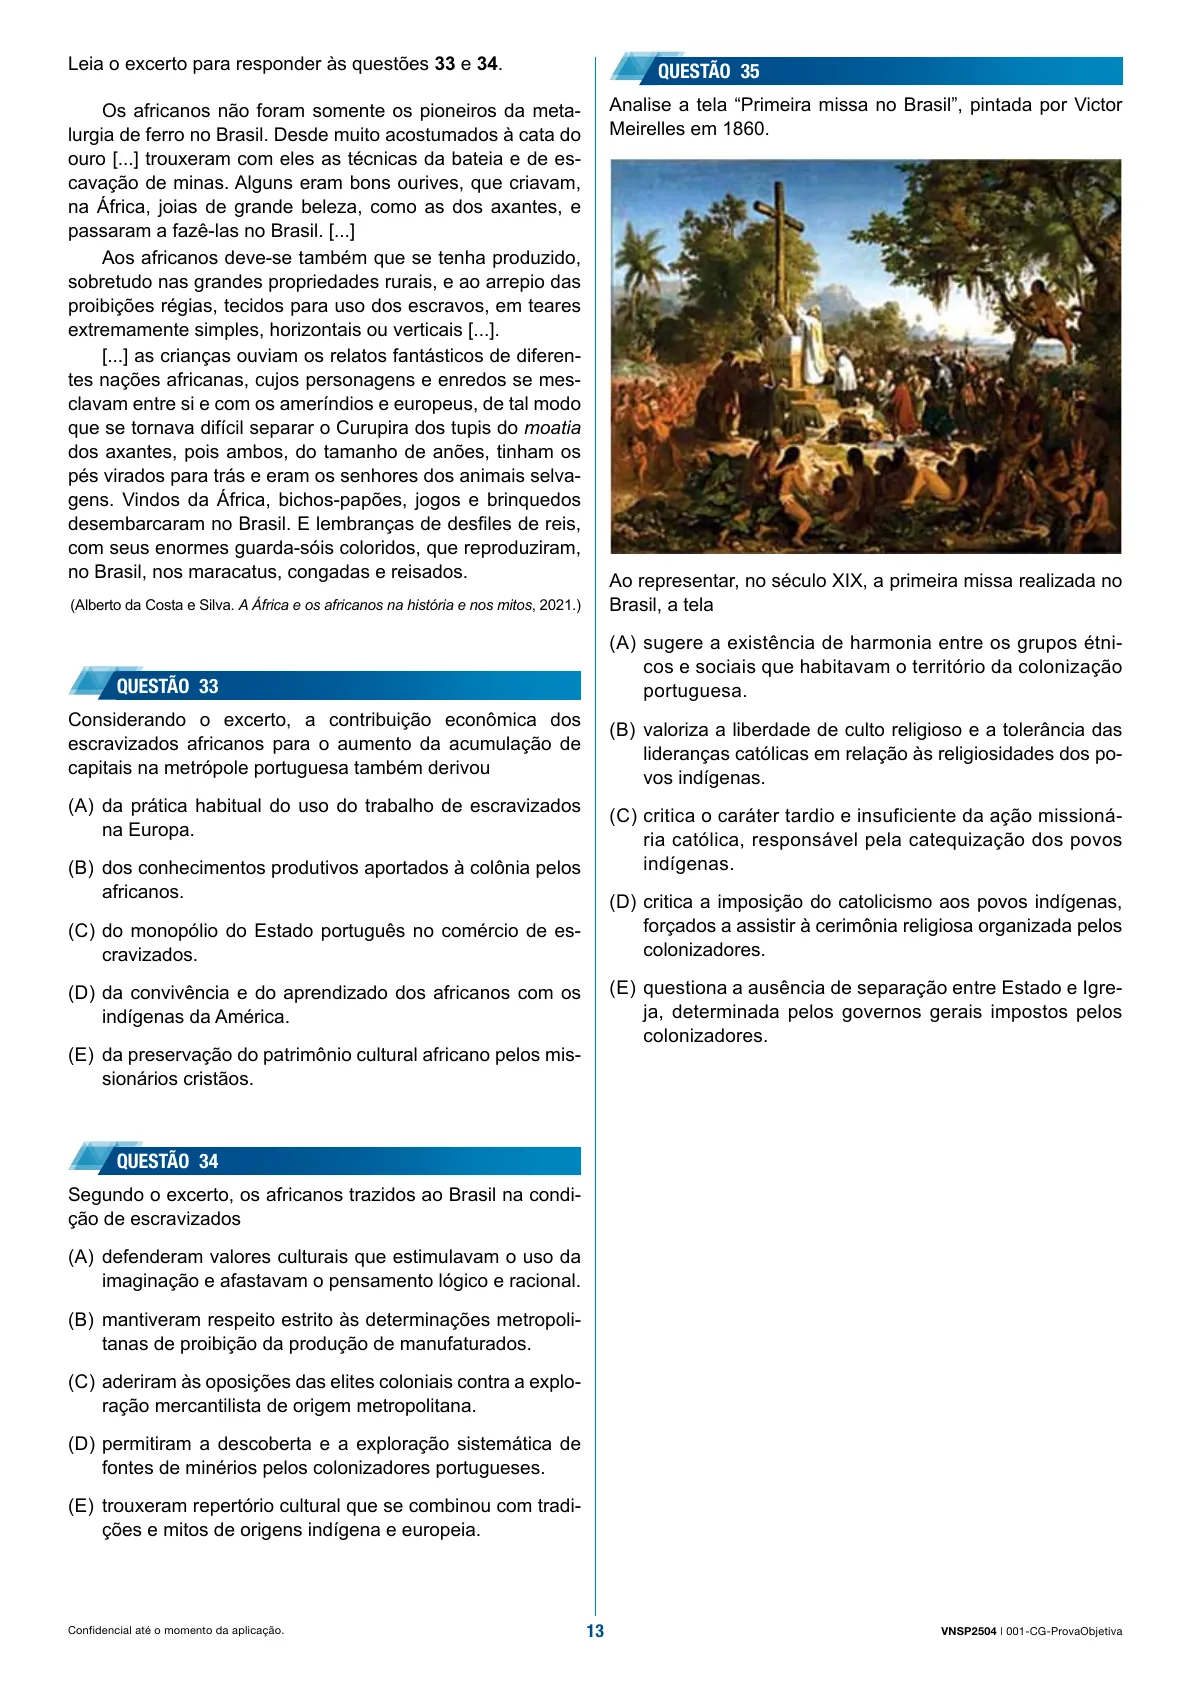 Leia o excerto para responder às questões 33 e 34.
Os africanos não foram somente os pioneiros da meta-
lurgia de ferro no Brasil. Desde muito acostumados à cata do
ouro [...] trouxeram com eles as técnicas da bateia e de es-
cavação de minas. Alguns eram bons ourives, que criavam,
na África, joias de grande beleza, como as dos axantes, e
passaram a fazê-las no Brasil. [...]
Aos africanos deve-se também que se tenha produzido,
sobretudo nas grandes propriedades rurais, e ao arrepio das
proibições régias, tecidos para uso dos escravos, em teares
extremamente simples, horizontais ou verticais [...].
[...] as crianças ouviam os relatos fantásticos de diferen-
tes nações africanas, cujos personagens e enredos se mes-
clavam entre si e com os ameríndios e europeus, de tal modo
que se tornava difícil separar o Curupira dos tupis do moatia
dos axantes, pois ambos, do tamanho de anões, tinham os
pés virados para trás e eram os senhores dos animais selva-
gens. Vindos da África, bichos-papões, jogos e brinquedos
desembarcaram no Brasil. E lembranças de desfiles de reis,
com seus enormes guarda-sóis coloridos, que reproduziram,
no Brasil, nos maracatus, congadas e reisados.
(Alberto da Costa e Silva. A África e os africanos na história e nos mitos, 2021.)
QUESTÃO 33
Considerando o excerto, a contribuição econômica dos
escravizados africanos para o aumento da acumulação de
capitais na metrópole portuguesa também derivou
(A) da prática habitual do uso do trabalho de escravizados
na Europa.
(B) dos conhecimentos produtivos aportados à colônia pelos
africanos.
(C) do monopólio do Estado português no comércio de es-
cravizados.
(D) da convivência e do aprendizado dos africanos com os
indígenas da América.
(E) da preservação do patrimônio cultural africano pelos mis-
sionários cristãos.
QUESTÃO 34
Segundo o excerto, os africanos trazidos ao Brasil na condi-
ção de escravizados
(A) defenderam valores culturais que estimulavam o uso da
imaginação e afastavam o pensamento lógico e racional.
(B) mantiveram respeito estrito às determinações metropoli-
tanas de proibição da produção de manufaturados.
(C) aderiram às oposições das elites coloniais contra a explo-
ração mercantilista de origem metropolitana.
(D) permitiram a descoberta e a exploração sistemática de
fontes de minérios pelos colonizadores portugueses.
(E) trouxeram repertório cultural que se combinou com tradi-
ções e mitos de origens indígena e europeia.
QUESTÃO 35
Analise a tela “Primeira missa no Brasil”, pintada por Victor
Meirelles em 1860.
Ao representar, no século XIX, a primeira missa realizada no
Brasil, a tela
(A) sugere a existência de harmonia entre os grupos étni-
cos e sociais que habitavam o território da colonização
portuguesa.
(B) valoriza a liberdade de culto religioso e a tolerância das
lideranças católicas em relação às religiosidades dos po-
vos indígenas.
(C) critica o caráter tardio e insuficiente da ação missioná-
ria católica, responsável pela catequização dos povos
indígenas.
(D) critica a imposição do catolicismo aos povos indígenas,
forçados a assistir à cerimônia religiosa organizada pelos
colonizadores.
(E) questiona a ausência de separação entre Estado e Igre-
ja, determinada pelos governos gerais impostos pelos
colonizadores.
Confidencial até o momento da aplicação.
13
VNSP2504 | 001-CG-ProvaObjetiva